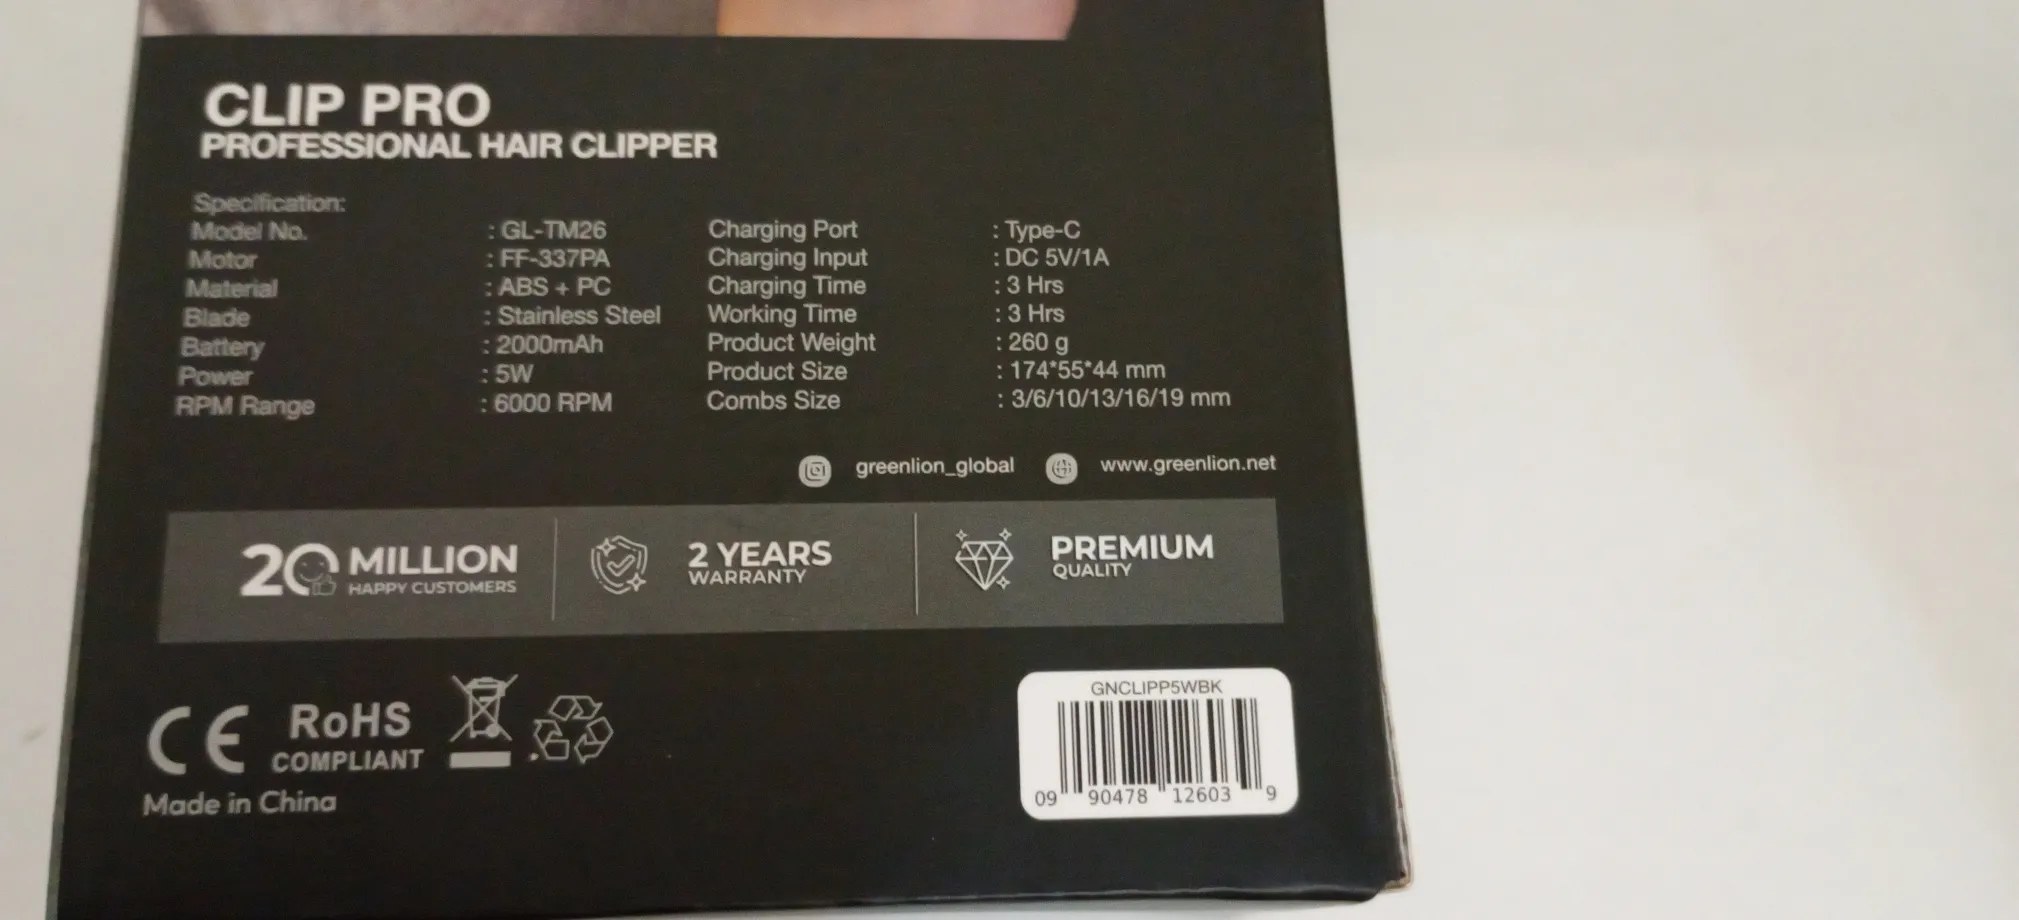 CLIP PRO
PROFESSIONAL HAIR CLIPPER
Specification:
Model No. : GL-TM26 Charging Port : Type-C
Motor : FF-337PA Charging Input : DC 5V/1A
Material : ABS + PC Charging Time : 3 Hrs
Blade : Stainless Steel Working Time : 3 Hrs
Battery : 2000mAh Product Weight : 260 g
Power : 5W Product Size : 174*55*44 mm
RPM Range : 6000 RPM Combs Size : 3/6/10/13/16/19 mm
greenlion_global www.greenlion.net
20 MILLION
HAPPY CUSTOMERS
2 YEARS
WARRANTY
PREMIUM
QUALITY
CE RoHS
COMPLIANT
Made in China
GNCLIPP5WBK
09 90478 12603 9